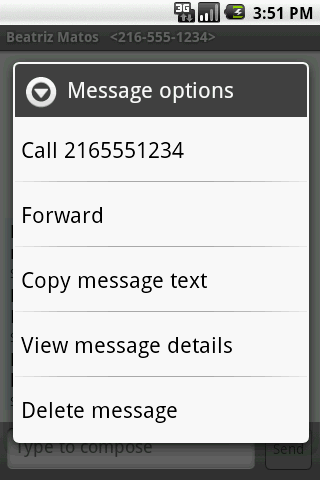 3G 3:51 PM
Beatriz Matos <216-555-1234>
Message options
Call 2165551234
Forward
Copy message text
View message details
Delete message
Type to compose
Send